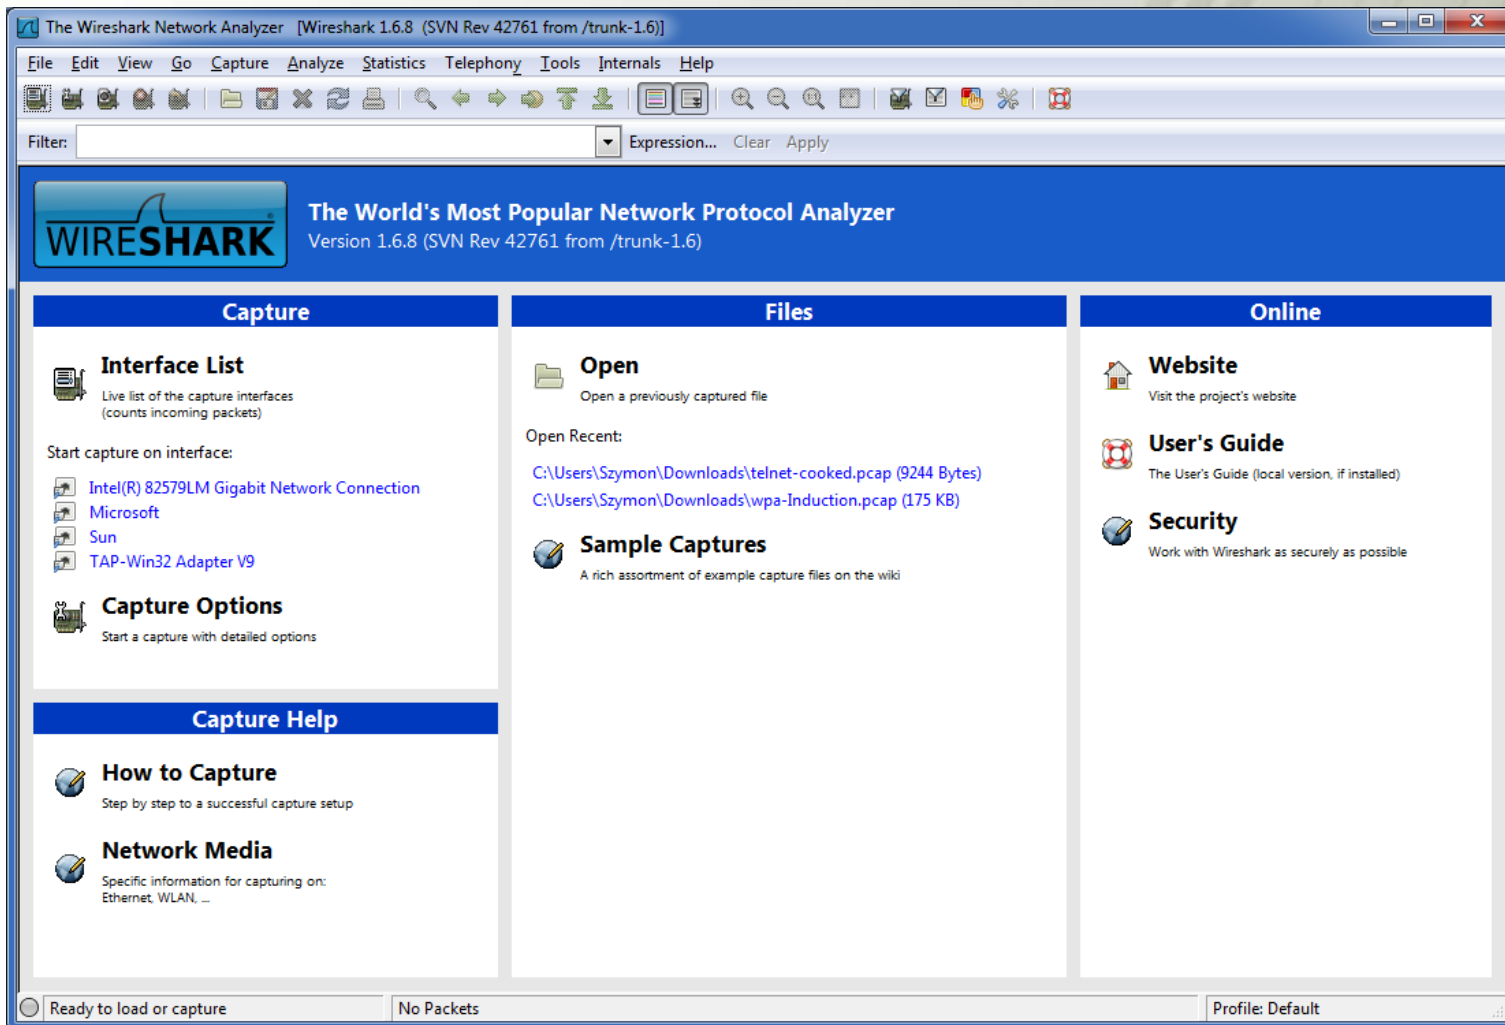 The Wireshark Network Analyzer [Wireshark 1.6.8 (SVN Rev 42761 from /trunk-1.6)]
File Edit View Go Capture Analyze Statistics Telephony Tools Internals Help
Filter: Expression... Clear Apply
WIRESHARK
The World's Most Popular Network Protocol Analyzer
Version 1.6.8 (SVN Rev 42761 from /trunk-1.6)
Capture
Interface List
Live list of the capture interfaces
(counts incoming packets)
Start capture on interface:
Intel(R) 82579LM Gigabit Network Connection
Microsoft
Sun
TAP-Win32 Adapter V9
Capture Options
Start a capture with detailed options
Capture Help
How to Capture
Step by step to a successful capture setup
Network Media
Specific information for capturing on:
Ethernet, WLAN, ...
Files
Open
Open a previously captured file
Open Recent:
C:\Users\Szymon\Downloads\telnet-cooked.pcap (9244 Bytes)
C:\Users\Szymon\Downloads\wpa-Induction.pcap (175 KB)
Sample Captures
A rich assortment of example capture files on the wiki
Online
Website
Visit the project's website
User's Guide
The User's Guide (local version, if installed)
Security
Work with Wireshark as securely as possible
Ready to load or capture
No Packets
Profile: Default